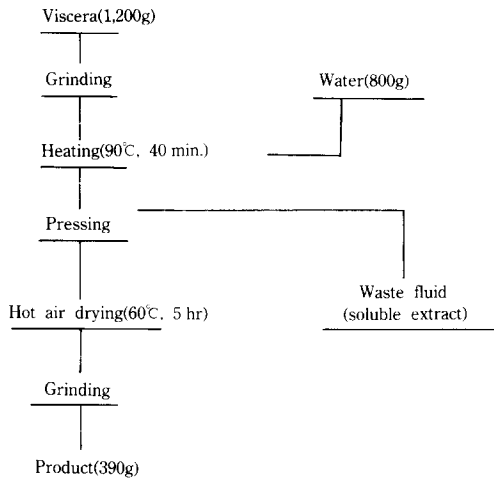 Viscera(1,200g)
Grinding
Water(800g)
Heating(90℃, 40 min.)
Pressing
Waste fluid
(soluble extract)
Hot air drying(60℃, 5 hr)
Grinding
Product(390g)